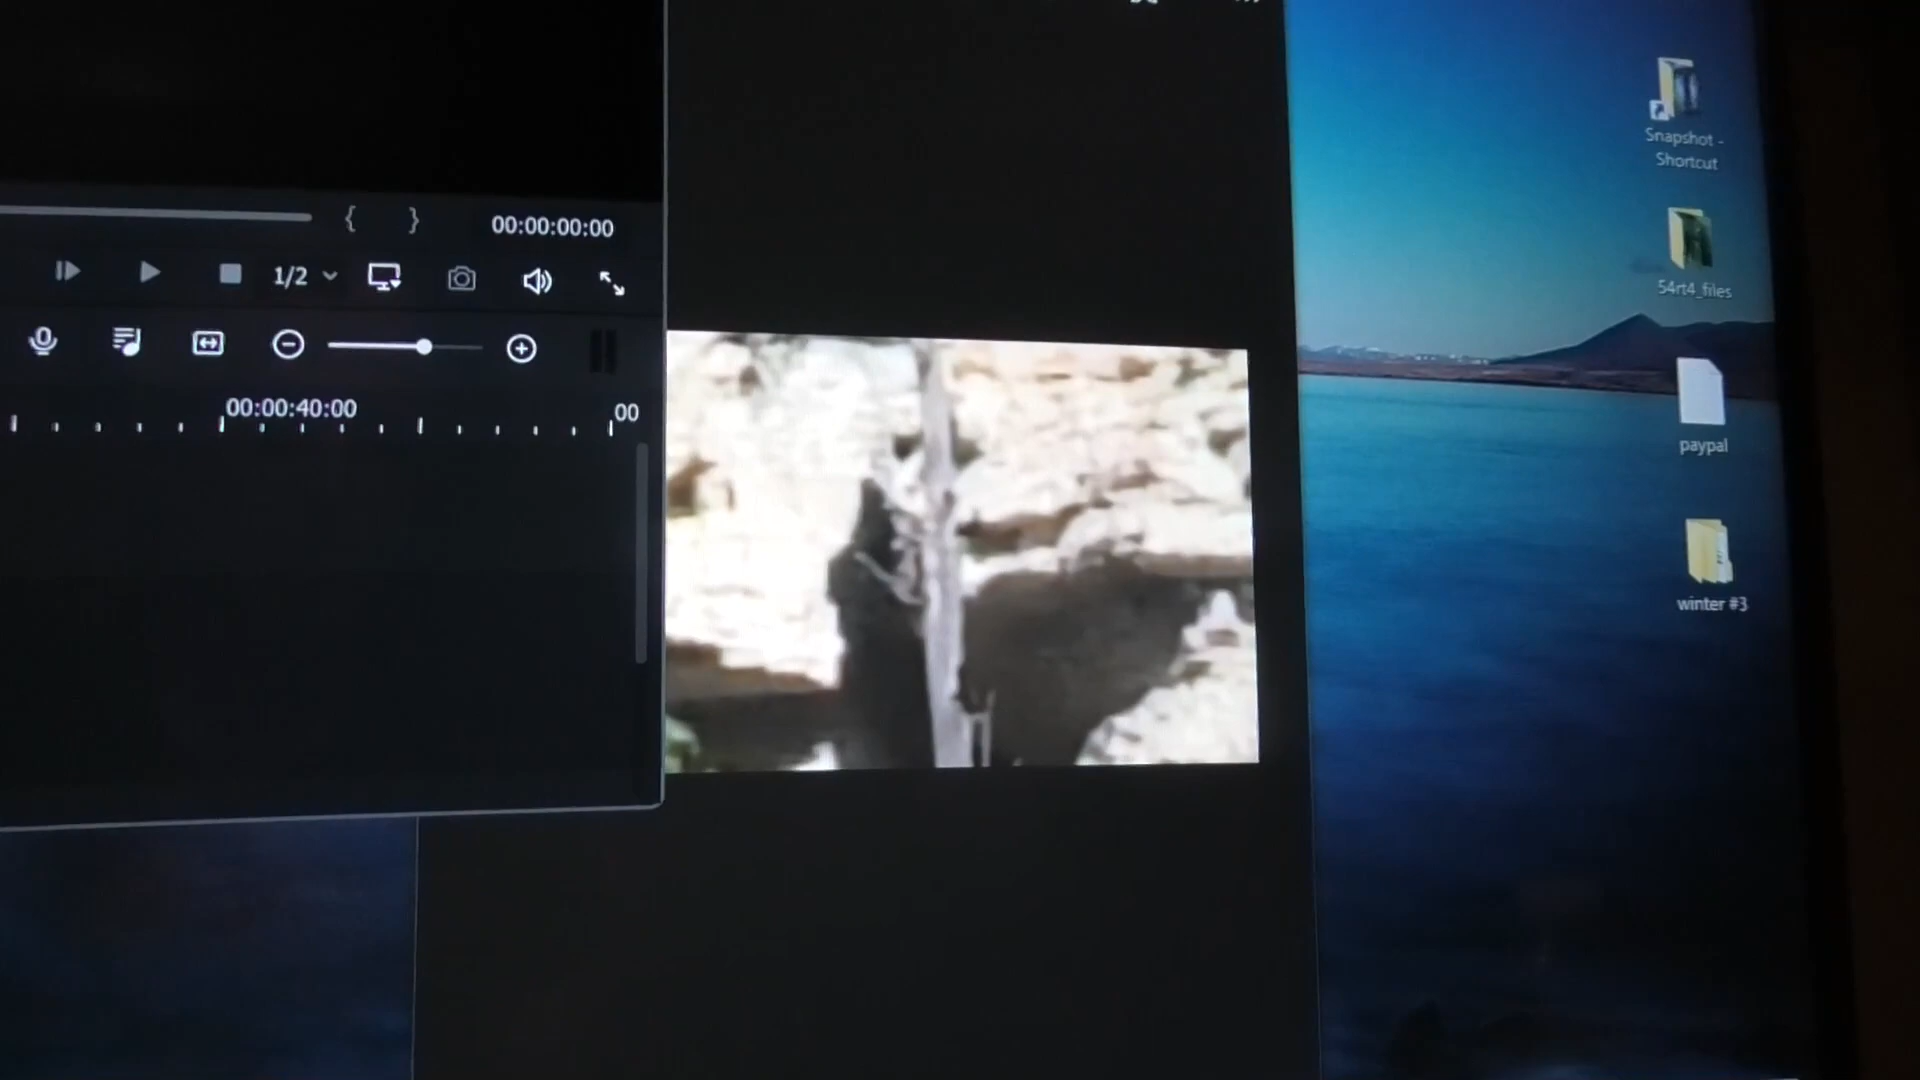 { } 00:00:00:00
1/2
00:00:40:00
00
Snapshot -
Shortcut
54rt4_files
paypal
winter #3